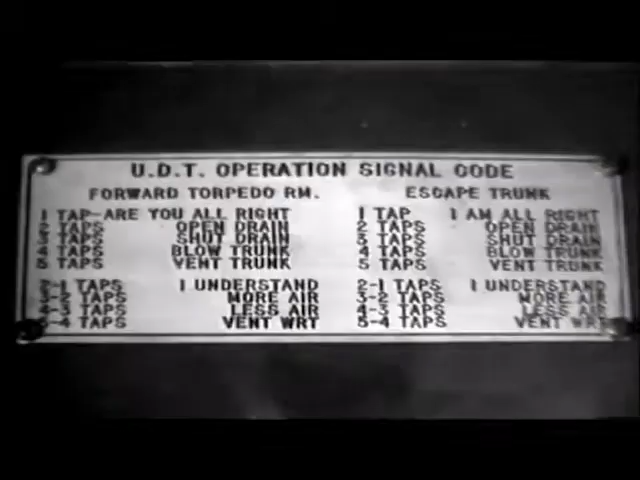 U.D.T. OPERATION SIGNAL CODE
FORWARD TORPEDO RM. ESCAPE TRUNK
1 TAP-ARE YOU ALL RIGHT 1 TAP I AM ALL RIGHT
2 TAPS OPEN DRAIN 2 TAPS OPEN DRAIN
3 TAPS SHUT DRAIN 3 TAPS SHUT DRAIN
4 TAPS BLOW TRUNK 4 TAPS BLOW TRUNK
5 TAPS VENT TRUNK 5 TAPS VENT TRUNK
2-1 TAPS I UNDERSTAND 2-1 TAPS I UNDERSTAND
3-2 TAPS MORE AIR 3-2 TAPS MORE AIR
4-3 TAPS LESS AIR 4-3 TAPS LESS AIR
5-4 TAPS VENT WRT 5-4 TAPS VENT WRT